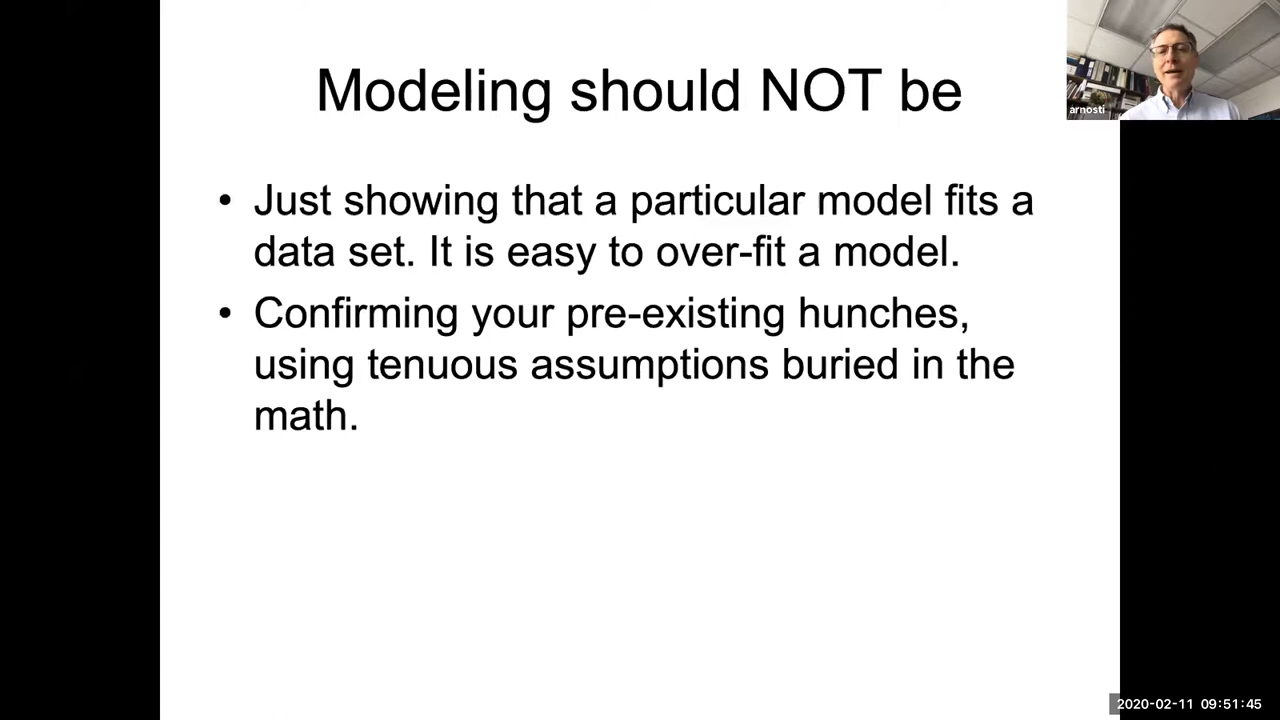 Modeling should NOT be
arnosti
• Just showing that a particular model fits a
data set. It is easy to over-fit a model.
• Confirming your pre-existing hunches,
using tenuous assumptions buried in the
math.
2020-02-11 09:51:45